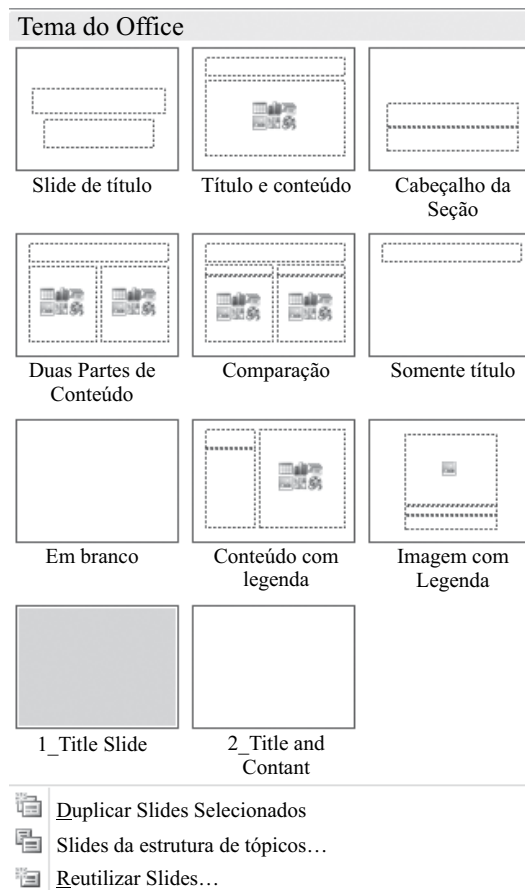 Tema do Office
Slide de título
Título e conteúdo
Cabeçalho da
Seção
Duas Partes de
Conteúdo
Comparação
Somente título
Em branco
Conteúdo com
legenda
Imagem com
Legenda
1_Title Slide
2_Title and
Contant
Duplicar Slides Selecionados
Slides da estrutura de tópicos…
Reutilizar Slides…